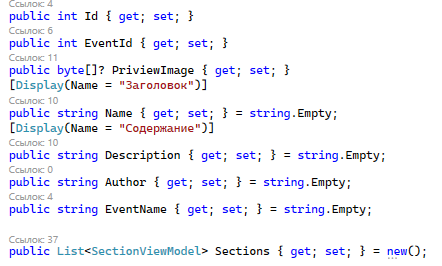 Ссылок: 4
public int Id { get; set; }
Ссылок: 6
public int EventId { get; set; }
Ссылок: 11
public byte[]? PriviewImage { get; set; }
[Display(Name = "Заголовок")]
Ссылок: 10
public string Name { get; set; } = string.Empty;
[Display(Name = "Содержание")]
Ссылок: 10
public string Description { get; set; } = string.Empty;
Ссылок: 0
public string Author { get; set; } = string.Empty;
Ссылок: 4
public string EventName { get; set; } = string.Empty;
Ссылок: 37
public List<SectionViewModel> Sections { get; set; } = new();